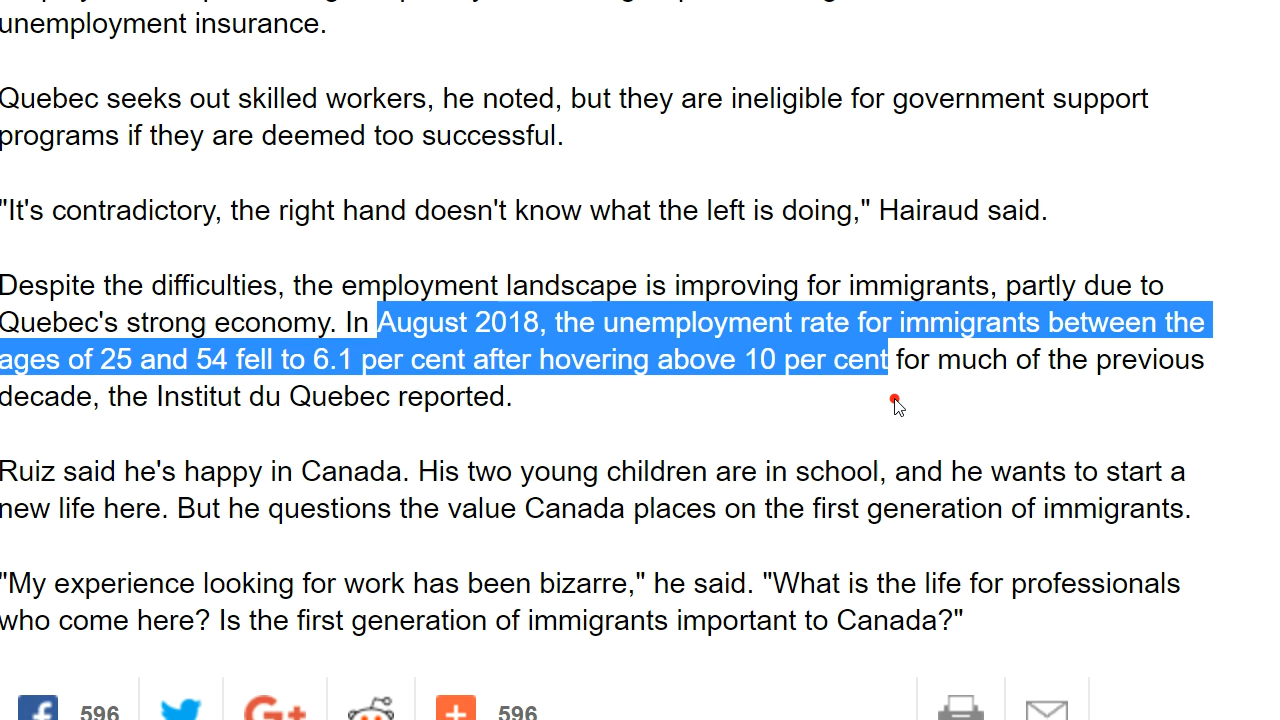 unemployment insurance.
Quebec seeks out skilled workers, he noted, but they are ineligible for government support
programs if they are deemed too successful.
"It's contradictory, the right hand doesn't know what the left is doing," Hairaud said.
Despite the difficulties, the employment landscape is improving for immigrants, partly due to
Quebec's strong economy. In August 2018, the unemployment rate for immigrants between the
ages of 25 and 54 fell to 6.1 per cent after hovering above 10 per cent for much of the previous
decade, the Institut du Quebec reported.
Ruiz said he's happy in Canada. His two young children are in school, and he wants to start a
new life here. But he questions the value Canada places on the first generation of immigrants.
"My experience looking for work has been bizarre," he said. "What is the life for professionals
who come here? Is the first generation of immigrants important to Canada?"
596 596